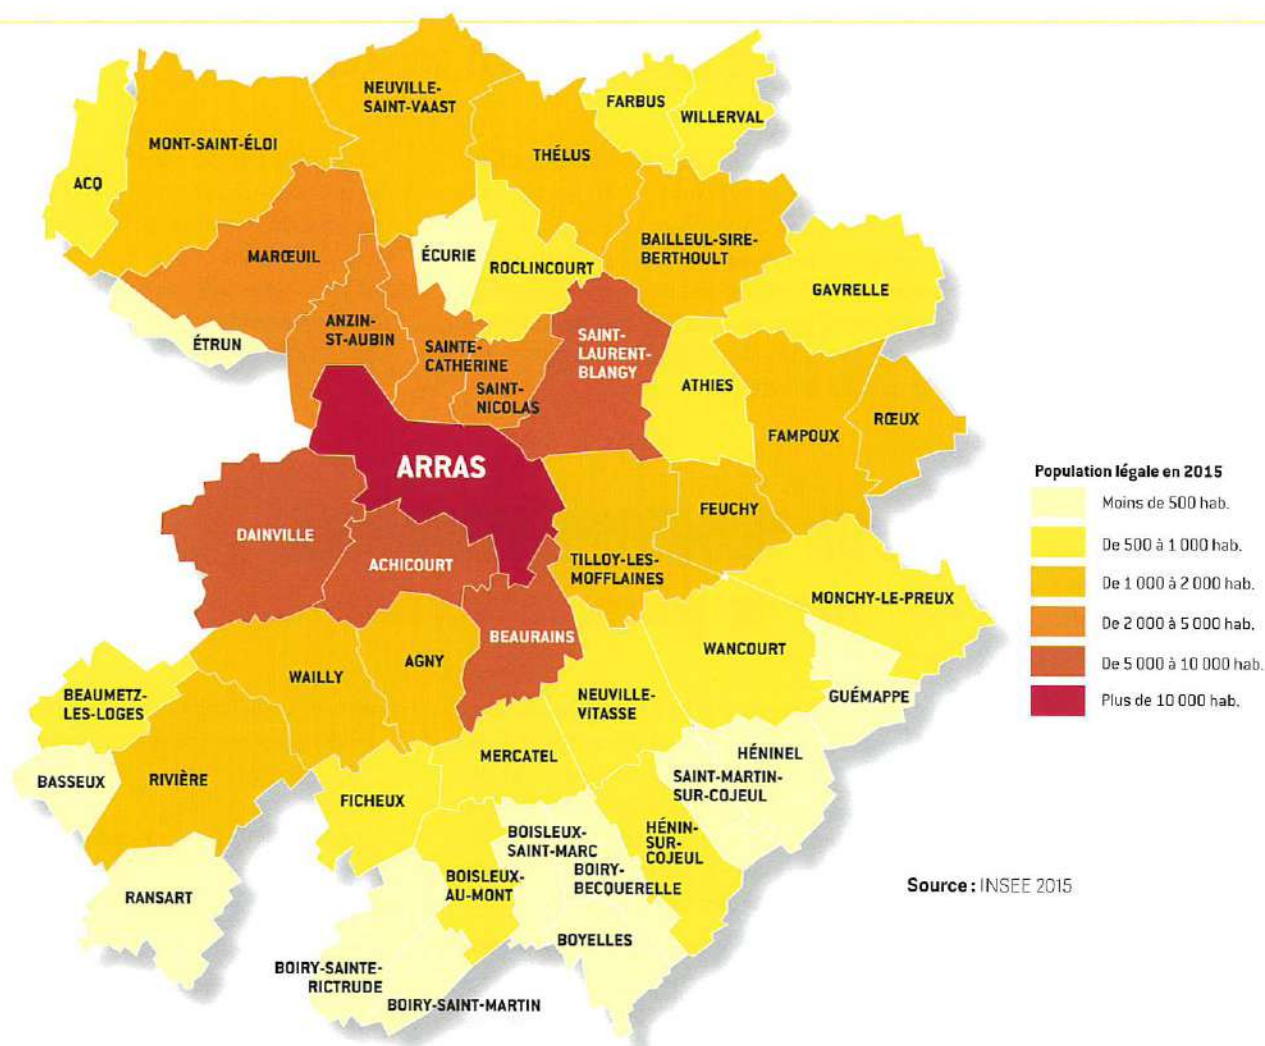 NEUVILLE-
SAINT-VAAST
FARBUS
WILLERVAL
MONT-SAINT-ÉLOI
THÉLUS
ACQ
MARŒUIL
ÉCURIE
ROCLINCOURT
BAILLEUL-SIRE-
BERTHOULT
GAVRELLE
ÉTRUN
ANZIN-
ST-AUBIN
SAINTE-
CATHERINE
SAINT-
NICOLAS
SAINT-
LAURENT-
BLANGY
ATHIES
FAMPOUX
RŒUX
ARRAS
DAINVILLE
ACHICOURT
FEUCHY
TILLOY-LES-
MOFFLAINES
BEAURAINS
MONCHY-LE-PREUX
WANCOURT
GUÉMAPPE
WAILLY
AGNY
NEUVILLE-
VITASSE
BEAUMETZ-
LES-LOGES
BASSEUX
RIVIÈRE
MERCATEL
HÉNINEL
SAINT-MARTIN-
SUR-COJEUL
FICHEUX
BOISLEUX-
SAINT-MARC
HÉNIN-
SUR-
COJEUL
BOIRY-
BECQUERELLE
BOISLEUX-
AU-MONT
RANSART
BOYELLES
BOIRY-SAINTE-
RICTRUDE
BOIRY-SAINT-MARTIN
Population légale en 2015
Moins de 500 hab.
De 500 à 1 000 hab.
De 1 000 à 2 000 hab.
De 2 000 à 5 000 hab.
De 5 000 à 10 000 hab.
Plus de 10 000 hab.
Source : INSEE 2015